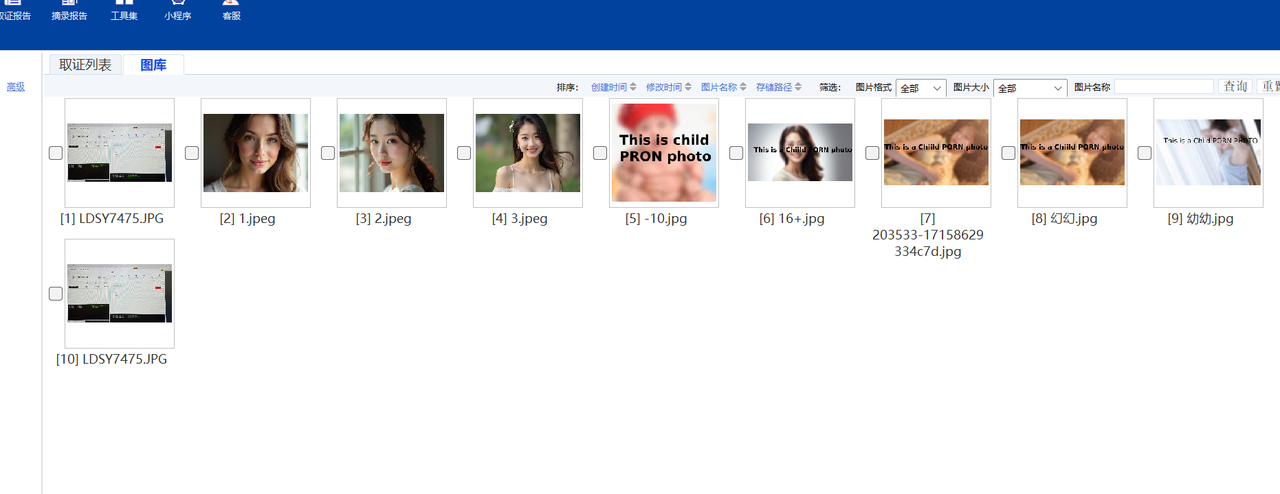 取证报告
摘录报告
工具集
小程序
客服
高级
取证列表
图库
排序： 创建时间 修改时间 图片名称 存储路径 筛选： 图片格式 全部 图片大小 全部 图片名称 查询 重置
This is child
PRON photo
This is a Child PORN photo
This is a Child PORN photo
This is a Child PORN photo
This is a Child PORN photo
[1] LDSY7475.JPG
[2] 1.jpeg
[3] 2.jpeg
[4] 3.jpeg
[5] -10.jpg
[6] 16+.jpg
[7]
203533-17158629
334c7d.jpg
[8] 幻幻.jpg
[9] 幼幼.jpg
[10] LDSY7475.JPG